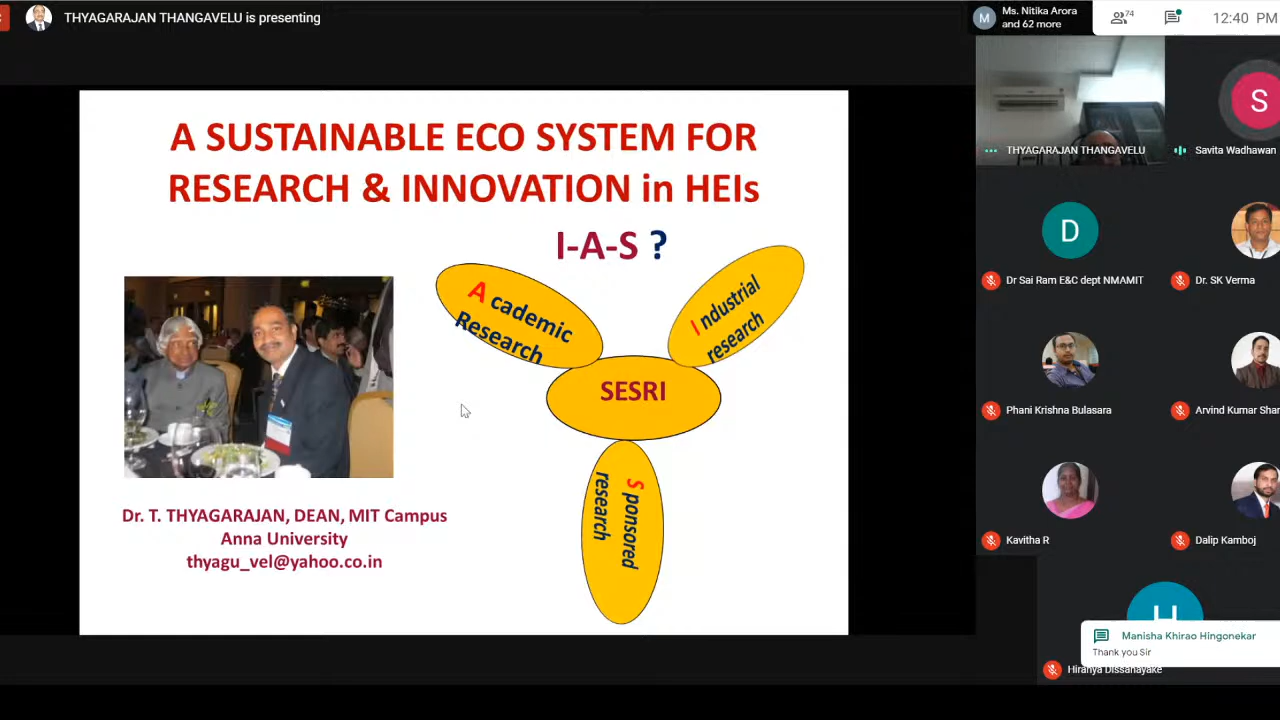 THYAGARAJAN THANGAVELU is presenting
Ms. Nitika Arora
and 62 more
74
12:40 PM
A SUSTAINABLE ECO SYSTEM FOR
RESEARCH & INNOVATION in HEIs
I-A-S ?
A cademic
Research
I ndustrial
research
SESRI
S ponsored
research
Dr. T. THYAGARAJAN, DEAN, MIT Campus
Anna University
thyagu_vel@yahoo.co.in
THYAGARAJAN THANGAVELU
S
Savita Wadhawan
D
Dr Sai Ram E&C dept NMAMIT
Dr. SK Verma
Phani Krishna Bulasara
Arvind Kumar Shar
Kavitha R
Dalip Kamboj
H
Manisha Khirao Hingonekar
Thank you Sir
Hiranya Dissanayake
M